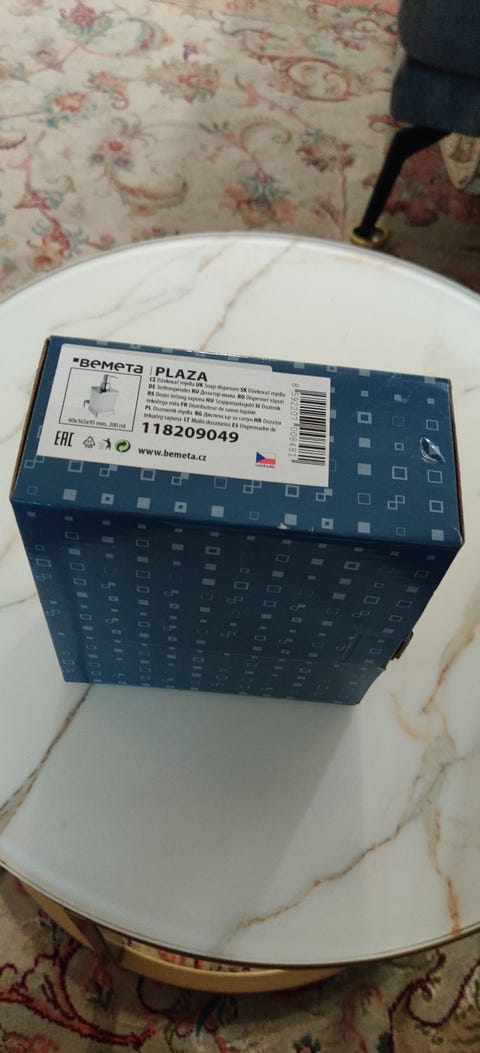 BEMETA
PLAZA
CZ Dávkovač mýdla UK Soap dispenser SK Dávkovač mydla
DE Seifenspender RU Дозатор мыла RO Dispenser săpun
RS Dozer tečnog sapuna HU Szappanadagoló SI Dozirnik
tekočega mila FR Distributeur de savon liquide
PL Dozownik mydła BG Диспенсър за сапун HR Dozator
tekućeg sapuna LT Muilo dozatorius ES Dispensador de
118209049
60x165x95 mm, 200 ml
EAC
www.bemeta.cz
8592207008481